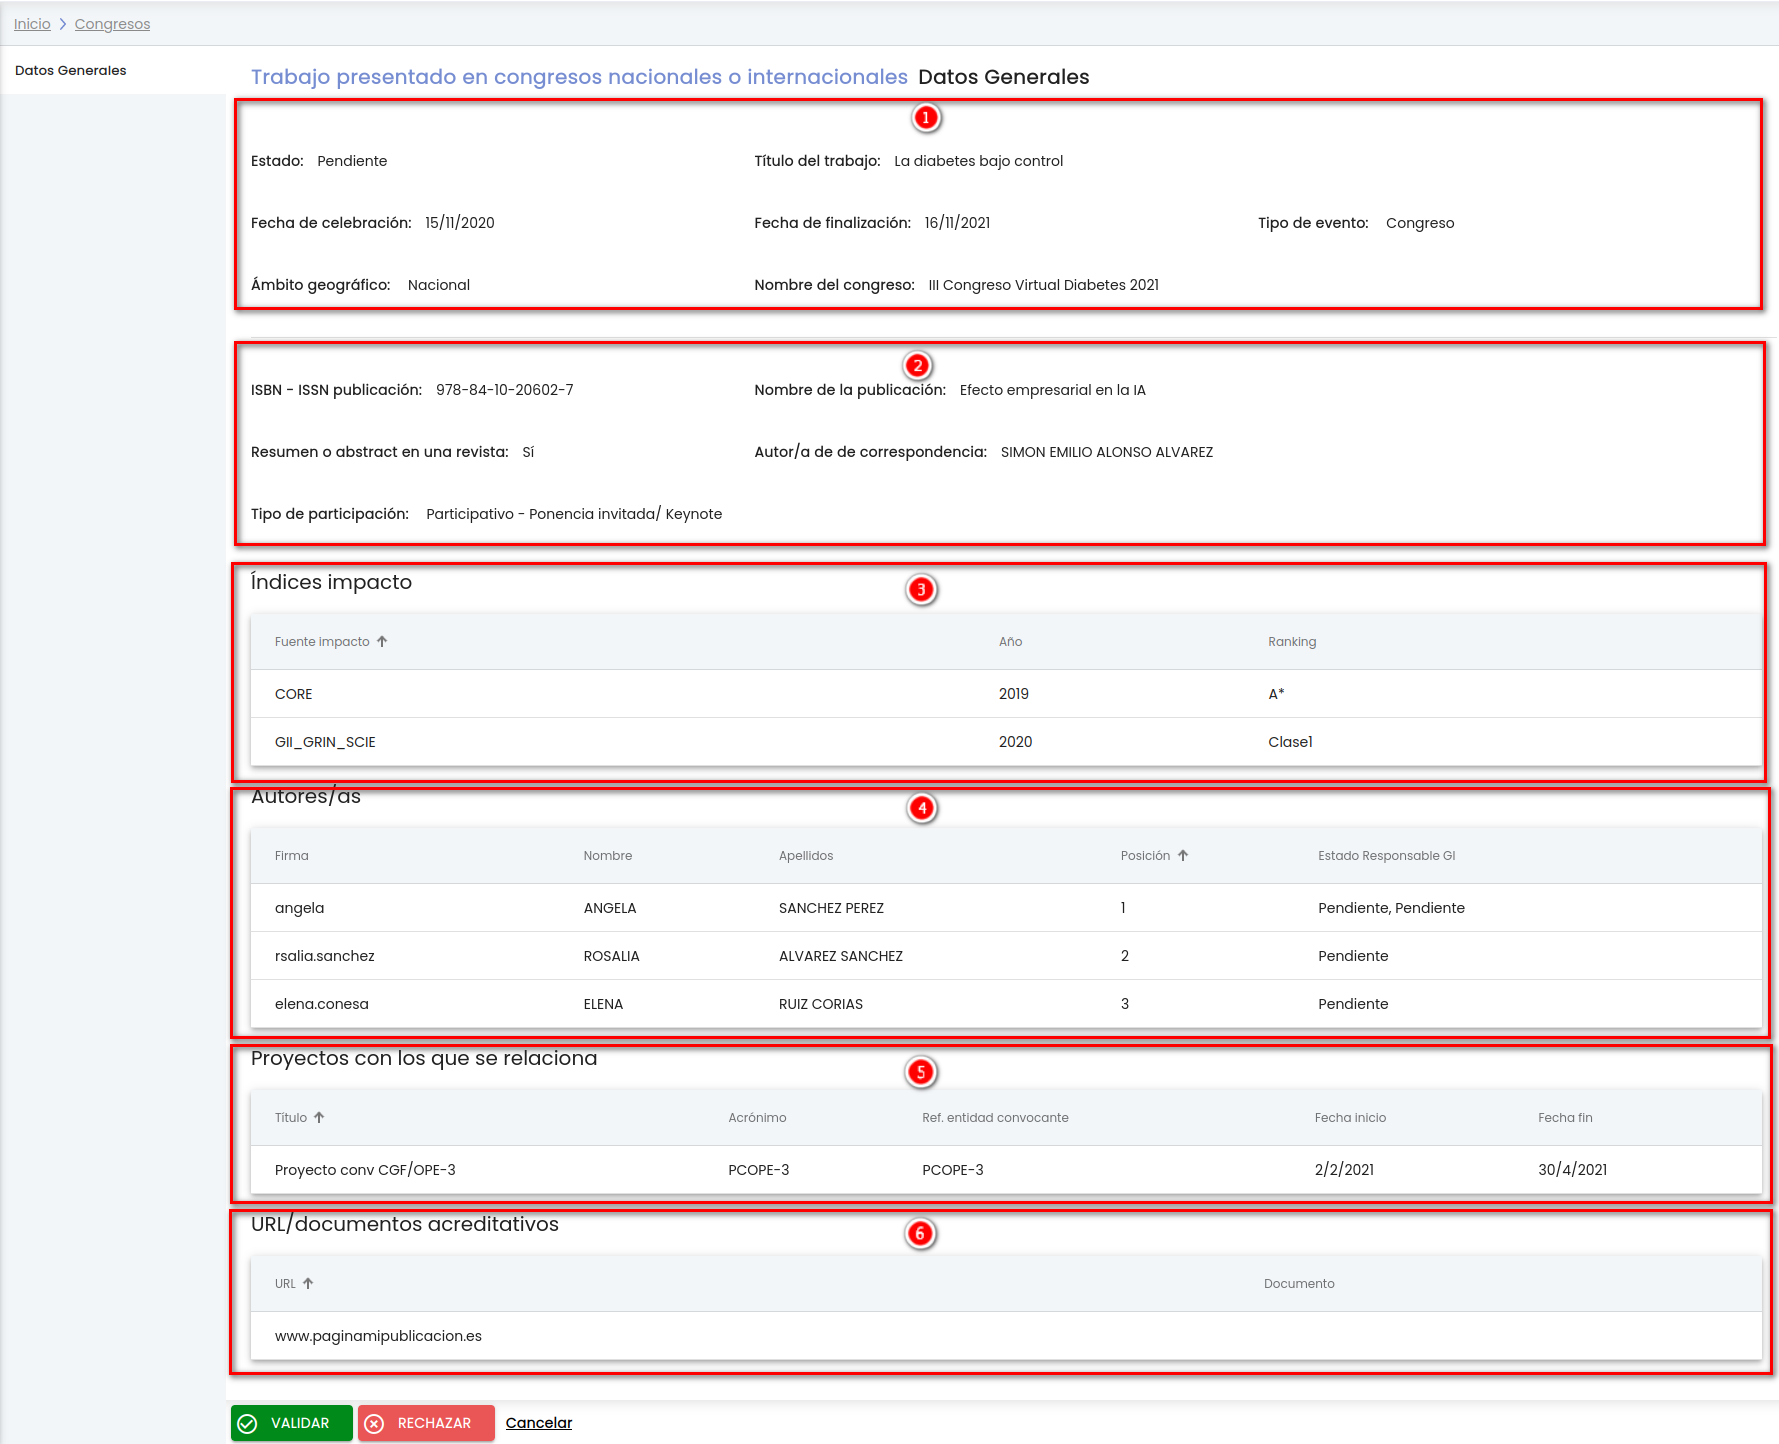 Inicio > Congresos
Datos Generales
Trabajo presentado en congresos nacionales o internacionales Datos Generales
1
Estado: Pendiente Título del trabajo: La diabetes bajo control
Fecha de celebración: 15/11/2020 Fecha de finalización: 16/11/2021 Tipo de evento: Congreso
Ámbito geográfico: Nacional Nombre del congreso: III Congreso Virtual Diabetes 2021
2
ISBN - ISSN publicación: 978-84-10-20602-7 Nombre de la publicación: Efecto empresarial en la IA
Resumen o abstract en una revista: Sí Autor/a de de correspondencia: SIMON EMILIO ALONSO ALVAREZ
Tipo de participación: Participativo - Ponencia invitada/ Keynote
Índices impacto
3
Fuente impacto Año Ranking
CORE 2019 A*
GII_GRIN_SCIE 2020 Clase1
Autores/as
4
Firma Nombre Apellidos Posición Estado Responsable GI
angela ANGELA SANCHEZ PEREZ 1 Pendiente, Pendiente
rsalia.sanchez ROSALIA ALVAREZ SANCHEZ 2 Pendiente
elena.conesa ELENA RUIZ CORIAS 3 Pendiente
Proyectos con los que se relaciona
5
Título Acrónimo Ref. entidad convocante Fecha inicio Fecha fin
Proyecto conv CGF/OPE-3 PCOPE-3 PCOPE-3 2/2/2021 30/4/2021
URL/documentos acreditativos
6
URL Documento
www.paginamipublicacion.es
VALIDAR RECHAZAR Cancelar